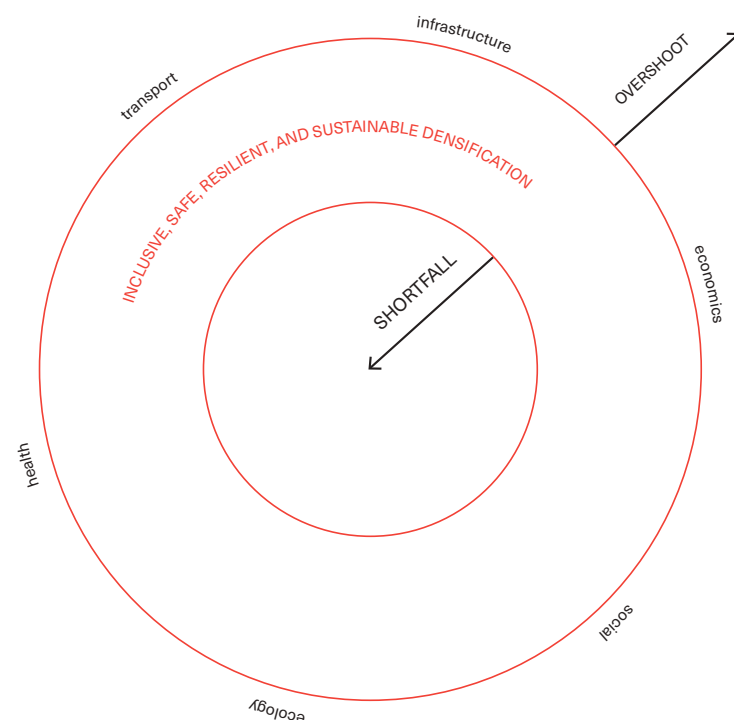 infrastructure
OVERSHOOT
transport
INCLUSIVE, SAFE, RESILIENT, AND SUSTAINABLE DENSIFICATION
economics
SHORTFALL
health
social
ecology